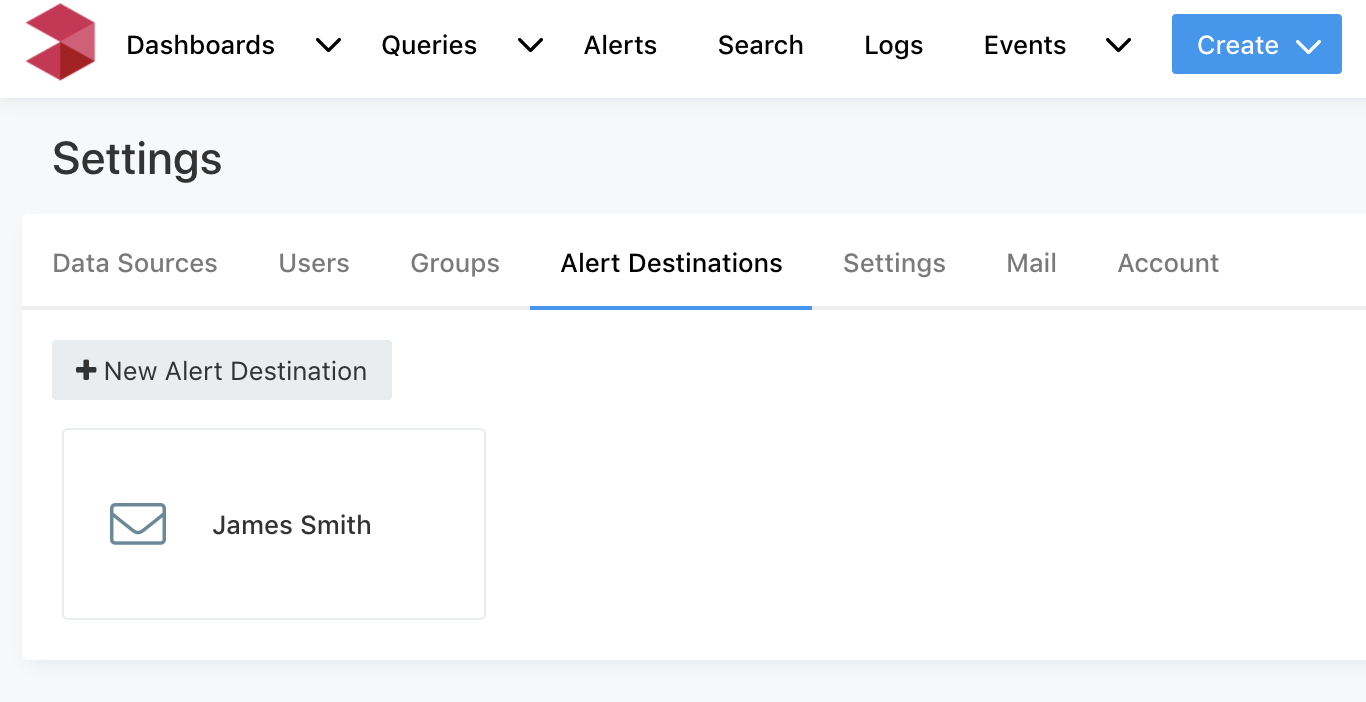 Dashboards Queries Alerts Search Logs Events Create
Settings
Data Sources Users Groups Alert Destinations Settings Mail Account
New Alert Destination
James Smith